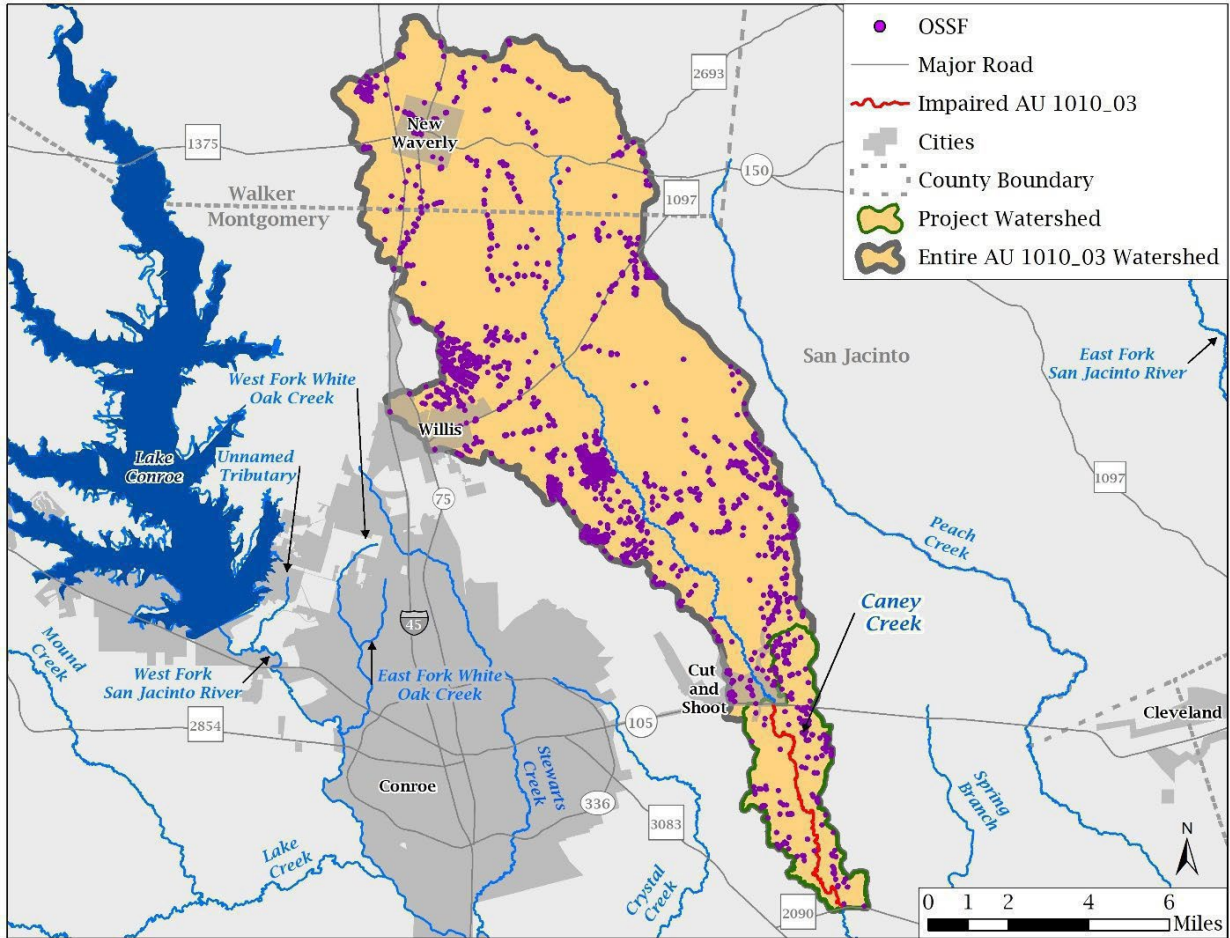 OSSF
Major Road
Impaired AU 1010_03
Cities
County Boundary
Project Watershed
Entire AU 1010_03 Watershed
2693
New
Waverly
1375
150
Walker
Montgomery
1097
San Jacinto
East Fork
San Jacinto River
West Fork White
Oak Creek
Willis
Unnamed
Tributary
Lake
Conroe
75
1097
Peach
Creek
Caney
Creek
45
Mound
Creek
West Fork
San Jacinto River
East Fork White
Oak Creek
Cut
and
Shoot
Cleveland
2854
105
Stewarts
Creek
Conroe
336
Spring
Branch
3083
Lake
Creek
Crystal
Creek
N
2090
0 1 2 4 6
Miles